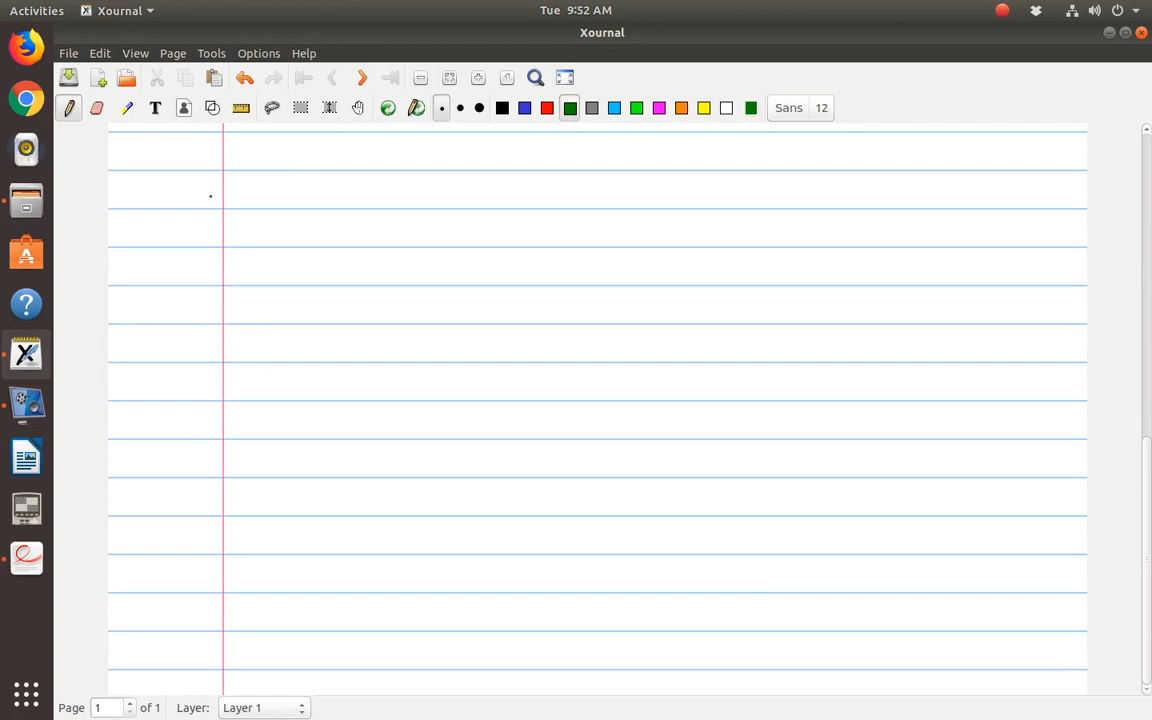 Activities Xournal Tue 9:52 AM
Xournal
File Edit View Page Tools Options Help
T Sans 12
Page 1 of 1 Layer: Layer 1